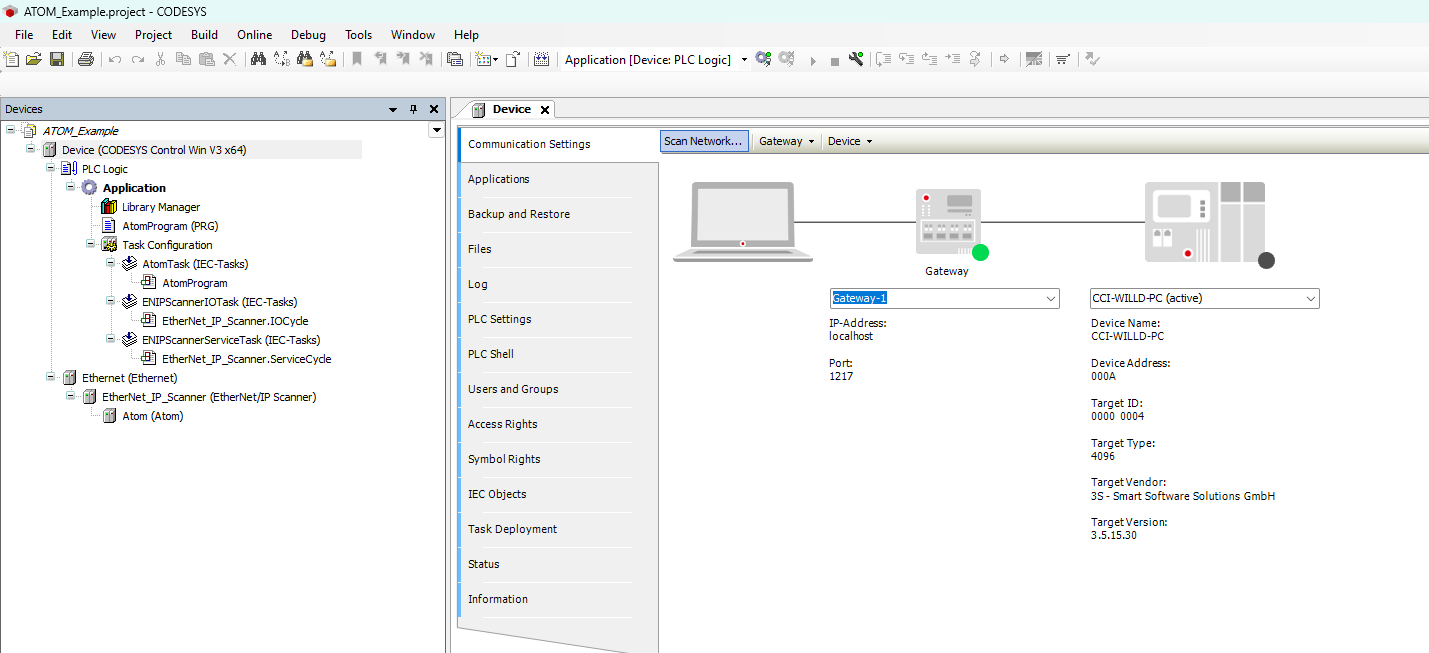 ATOM_Example.project - CODESYS
File Edit View Project Build Online Debug Tools Window Help
Application [Device: PLC Logic]
Devices
ATOM_Example
Device (CODESYS Control Win V3 x64)
PLC Logic
Application
Library Manager
AtomProgram (PRG)
Task Configuration
AtomTask (IEC-Tasks)
AtomProgram
ENIPScannerIOTask (IEC-Tasks)
EtherNet_IP_Scanner.IOCycle
ENIPScannerServiceTask (IEC-Tasks)
EtherNet_IP_Scanner.ServiceCycle
Ethernet (Ethernet)
EtherNet_IP_Scanner (EtherNet/IP Scanner)
Atom (Atom)
Device
Communication Settings
Applications
Backup and Restore
Files
Log
PLC Settings
PLC Shell
Users and Groups
Access Rights
Symbol Rights
IEC Objects
Task Deployment
Status
Information
Scan Network... Gateway Device
Gateway
Gateway-1
IP-Address:
localhost
Port:
1217
CCI-WILLD-PC (active)
Device Name:
CCI-WILLD-PC
Device Address:
000A
Target ID:
0000 0004
Target Type:
4096
Target Vendor:
3S - Smart Software Solutions GmbH
Target Version:
3.5.15.30